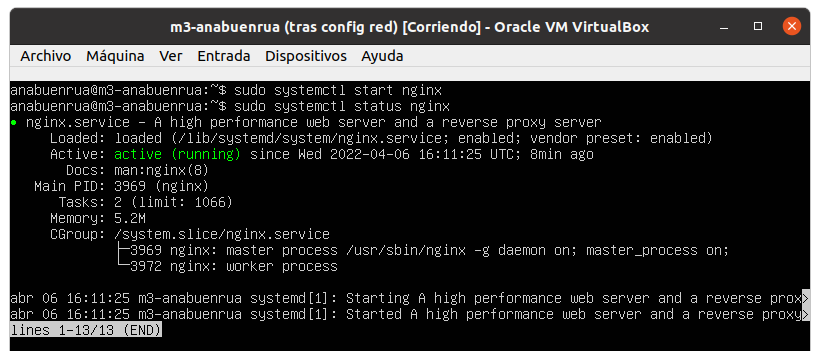 m3-anabuenrua (tras config red) [Corriendo] - Oracle VM VirtualBox
Archivo Máquina Ver Entrada Dispositivos Ayuda
anabuenrua@m3-anabuenrua:~$ sudo systemctl start nginx
anabuenrua@m3-anabuenrua:~$ sudo systemctl status nginx
● nginx.service - A high performance web server and a reverse proxy server
Loaded: loaded (/lib/systemd/system/nginx.service; enabled; vendor preset: enabled)
Active: active (running) since Wed 2022-04-06 16:11:25 UTC; 8min ago
Docs: man:nginx(8)
Main PID: 3969 (nginx)
Tasks: 2 (limit: 1066)
Memory: 5.2M
CGroup: /system.slice/nginx.service
├─3969 nginx: master process /usr/sbin/nginx -g daemon on; master_process on;
└─3972 nginx: worker process
abr 06 16:11:25 m3-anabuenrua systemd[1]: Starting A high performance web server and a reverse prox>
abr 06 16:11:25 m3-anabuenrua systemd[1]: Started A high performance web server and a reverse proxy>
lines 1-13/13 (END)